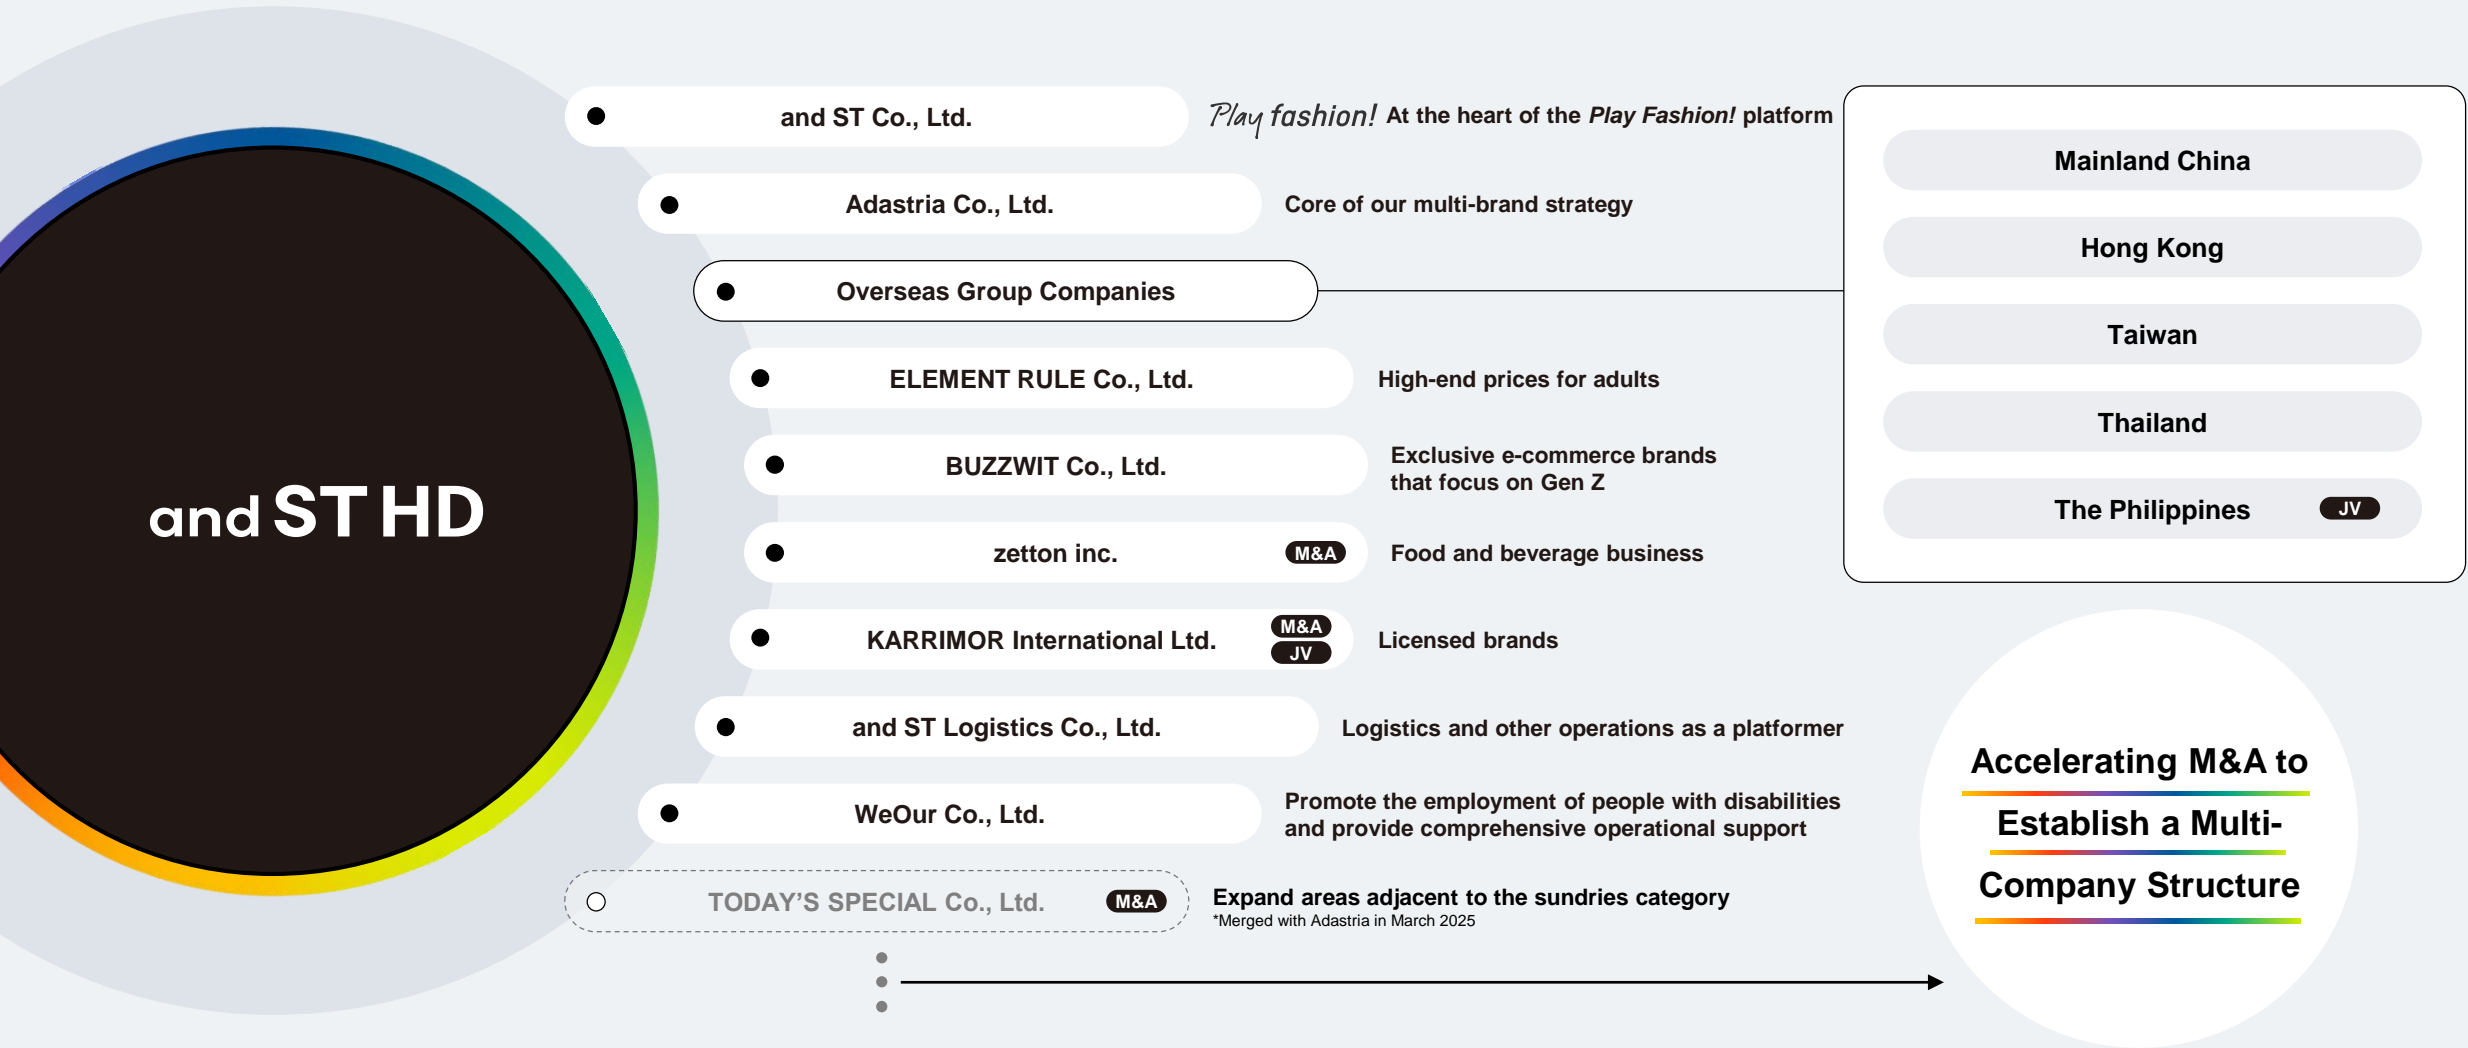 and ST HD
and ST Co., Ltd.
Play fashion! At the heart of the Play Fashion! platform
Adastria Co., Ltd.
Core of our multi-brand strategy
Overseas Group Companies
ELEMENT RULE Co., Ltd.
High-end prices for adults
BUZZWIT Co., Ltd.
Exclusive e-commerce brands
that focus on Gen Z
zetton inc.
M&A
Food and beverage business
KARRIMOR International Ltd.
M&A
JV
Licensed brands
and ST Logistics Co., Ltd.
Logistics and other operations as a platformer
WeOur Co., Ltd.
Promote the employment of people with disabilities
and provide comprehensive operational support
TODAY’S SPECIAL Co., Ltd.
M&A
Expand areas adjacent to the sundries category
*Merged with Adastria in March 2025
Mainland China
Hong Kong
Taiwan
Thailand
The Philippines
JV
Accelerating M&A to
Establish a Multi-
Company Structure